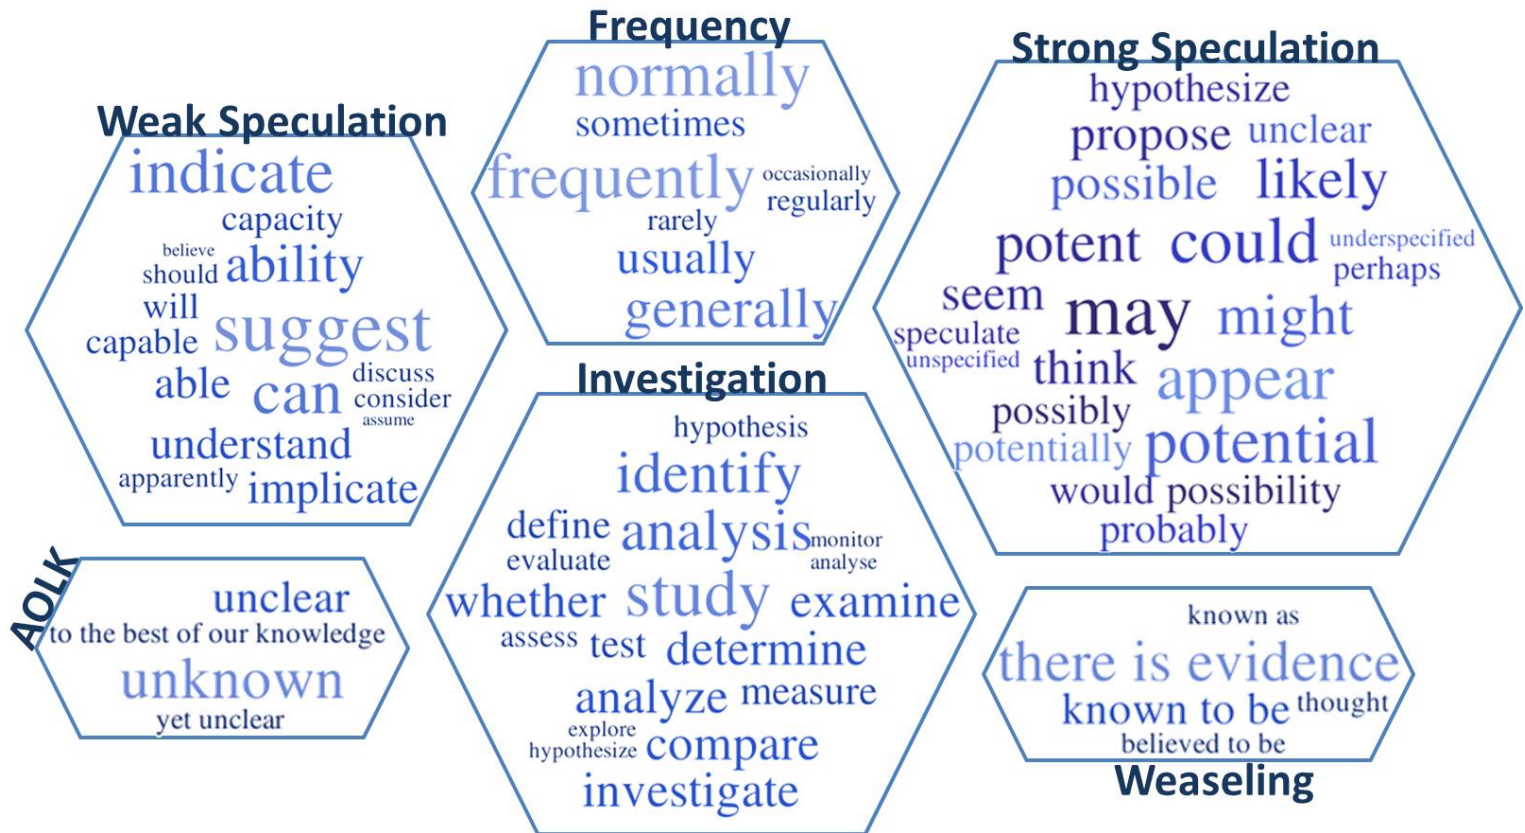 Weak Speculation
indicate
capacity
believe
should ability
will
capable suggest
able can discuss
consider
assume
understand
apparently implicate
Frequency
normally
sometimes
frequently occasionally
regularly
rarely
usually
generally
Strong Speculation
hypothesize
propose unclear
possible likely
potent could underspecified
perhaps
seem may might
speculate
unspecified think appear
possibly
potentially potential
would possibility
probably
AOLK
unclear
to the best of our knowledge
unknown
yet unclear
Investigation
hypothesis
identify
define analysis monitor
evaluate analyse
whether study examine
assess test determine
analyze measure
explore
hypothesize compare
investigate
known as
there is evidence
known to be thought
believed to be
Weaseling